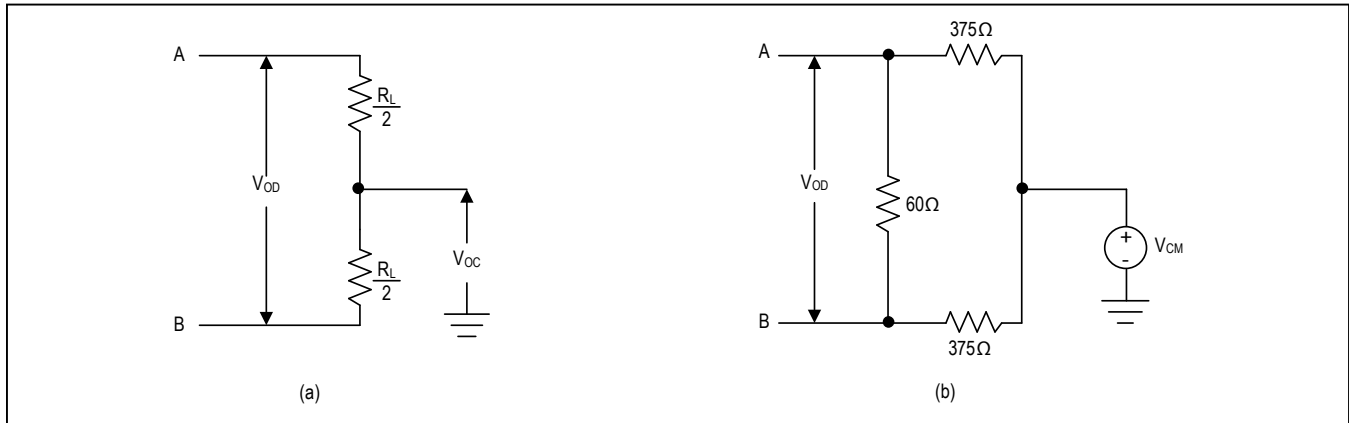 A
R_L
2
V_OD
V_OC
R_L
2
B
(a)
375Ω
A
V_OD
60Ω
V_CM
+
-
B
375Ω
(b)